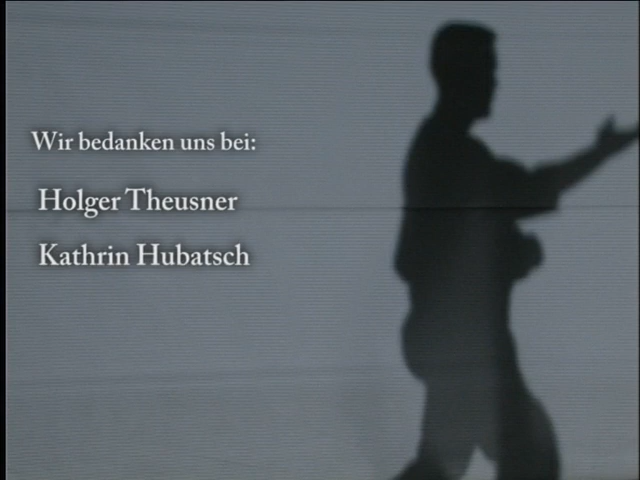 Wir bedanken uns bei:
Holger Theusner
Kathrin Hubatsch